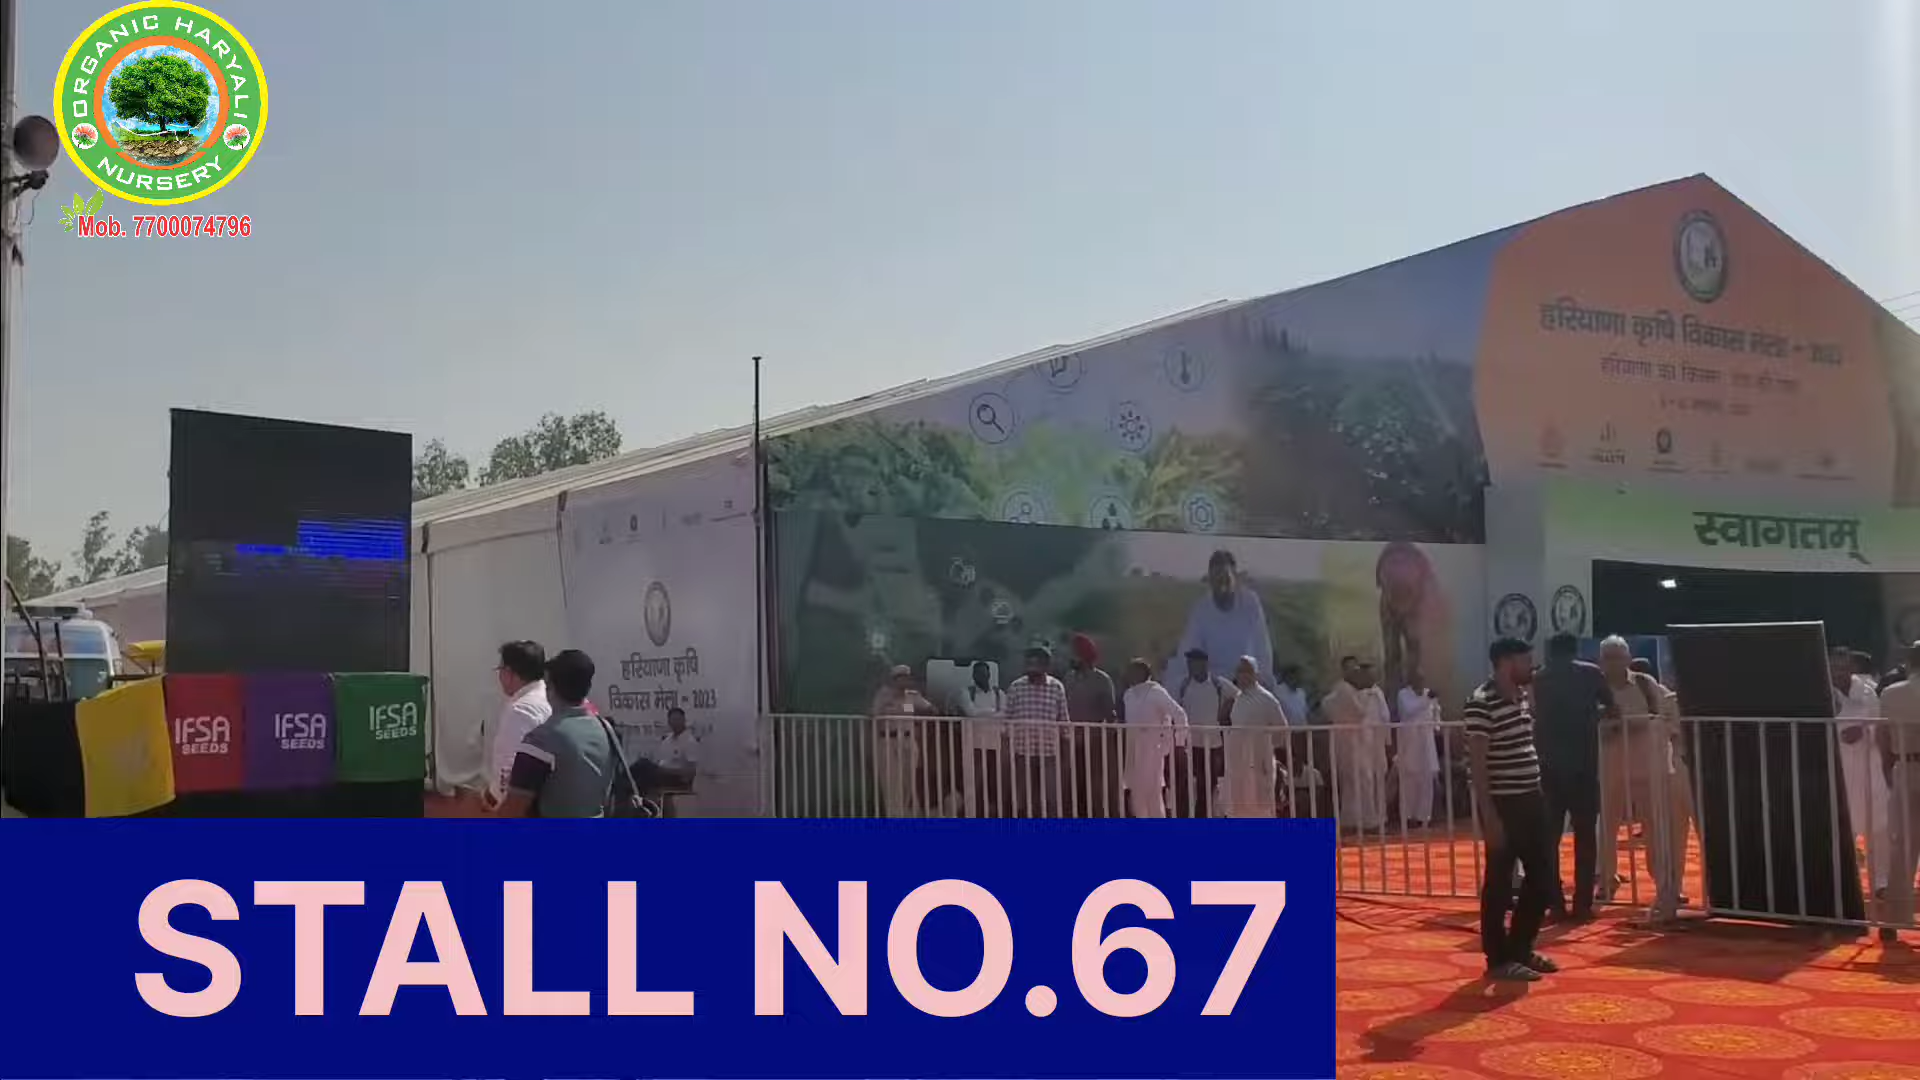 ORGANIC HARYALI
NURSERY
Mob. 7700074796
हरियाणा कृषि विकास मेला - 2023
हरियाणा का
स्वागतम्
हरियाणा कृषि
विकास मेला - 2023
IFSA
SEEDS
IFSA
SEEDS
IFSA
SEEDS
STALL NO.67